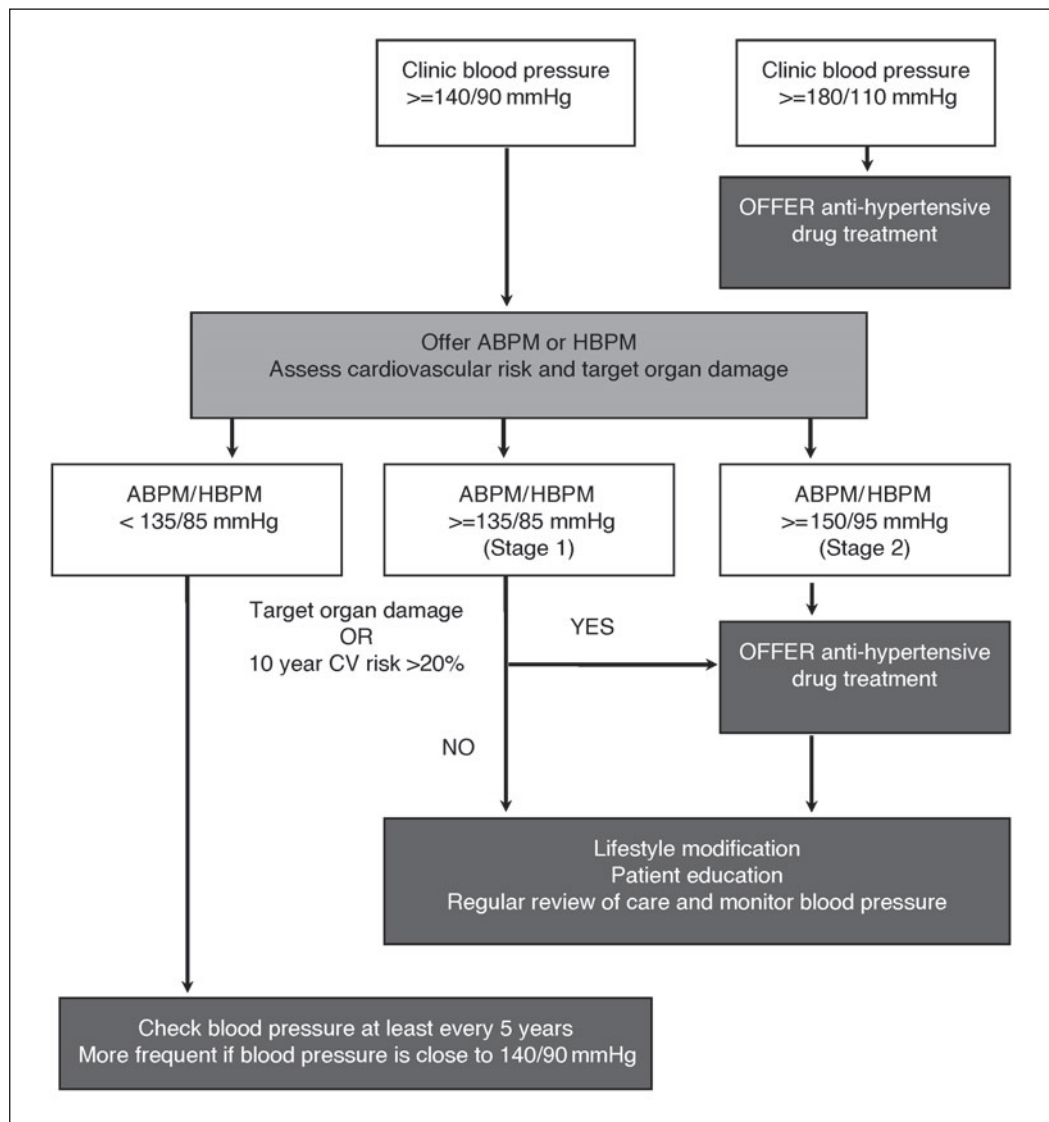 Clinic blood pressure
>=140/90 mmHg
Clinic blood pressure
>=180/110 mmHg
OFFER anti-hypertensive
drug treatment
Offer ABPM or HBPM
Assess cardiovascular risk and target organ damage
ABPM/HBPM
< 135/85 mmHg
ABPM/HBPM
>=135/85 mmHg
(Stage 1)
ABPM/HBPM
>=150/95 mmHg
(Stage 2)
Target organ damage
OR
10 year CV risk >20%
YES
NO
OFFER anti-hypertensive
drug treatment
Lifestyle modification
Patient education
Regular review of care and monitor blood pressure
Check blood pressure at least every 5 years
More frequent if blood pressure is close to 140/90 mmHg